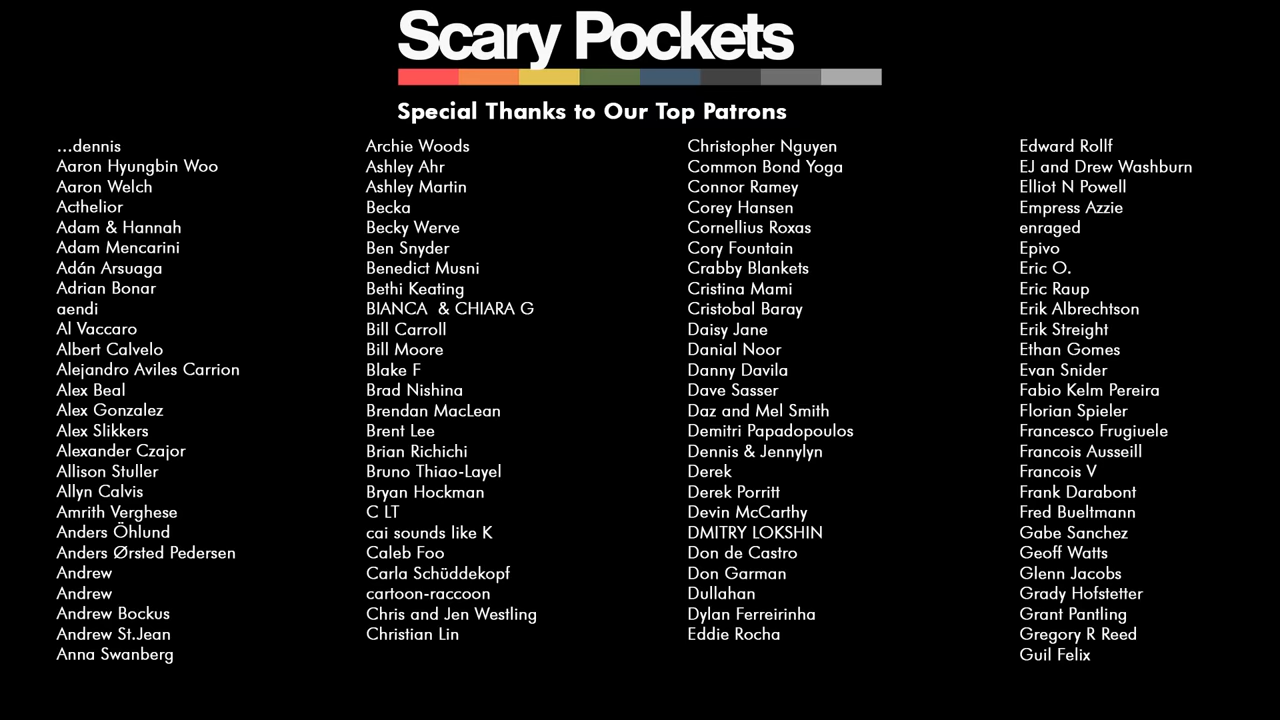 Scary Pockets
Special Thanks to Our Top Patrons
...dennis
Aaron Hyungbin Woo
Aaron Welch
Acthelior
Adam & Hannah
Adam Mencarini
Adán Arsuaga
Adrian Bonar
aendi
Al Vaccaro
Albert Calvelo
Alejandro Aviles Carrion
Alex Beal
Alex Gonzalez
Alex Slikkers
Alexander Czajor
Allison Stuller
Allyn Calvis
Amrith Verghese
Anders Öhlund
Anders Ørsted Pedersen
Andrew
Andrew
Andrew Bockus
Andrew St.Jean
Anna Swanberg
Archie Woods
Ashley Ahr
Ashley Martin
Becka
Becky Werve
Ben Snyder
Benedict Musni
Bethi Keating
BIANCA  & CHIARA G
Bill Carroll
Bill Moore
Blake F
Brad Nishina
Brendan MacLean
Brent Lee
Brian Richichi
Bruno Thiao-Layel
Bryan Hockman
C LT
cai sounds like K
Caleb Foo
Carla Schüddekopf
cartoon-raccoon
Chris and Jen Westling
Christian Lin
Christopher Nguyen
Common Bond Yoga
Connor Ramey
Corey Hansen
Cornellius Roxas
Cory Fountain
Crabby Blankets
Cristina Mami
Cristobal Baray
Daisy Jane
Danial Noor
Danny Davila
Dave Sasser
Daz and Mel Smith
Demitri Papadopoulos
Dennis & Jennylyn
Derek
Derek Porritt
Devin McCarthy
DMITRY LOKSHIN
Don de Castro
Don Garman
Dullahan
Dylan Ferreirinha
Eddie Rocha
Edward Rollf
EJ and Drew Washburn
Elliot N Powell
Empress Azzie
enraged
Epivo
Eric O.
Eric Raup
Erik Albrechtson
Erik Streight
Ethan Gomes
Evan Snider
Fabio Kelm Pereira
Florian Spieler
Francesco Frugiuele
Francois Ausseill
Francois V
Frank Darabont
Fred Bueltmann
Gabe Sanchez
Geoff Watts
Glenn Jacobs
Grady Hofstetter
Grant Pantling
Gregory R Reed
Guil Felix